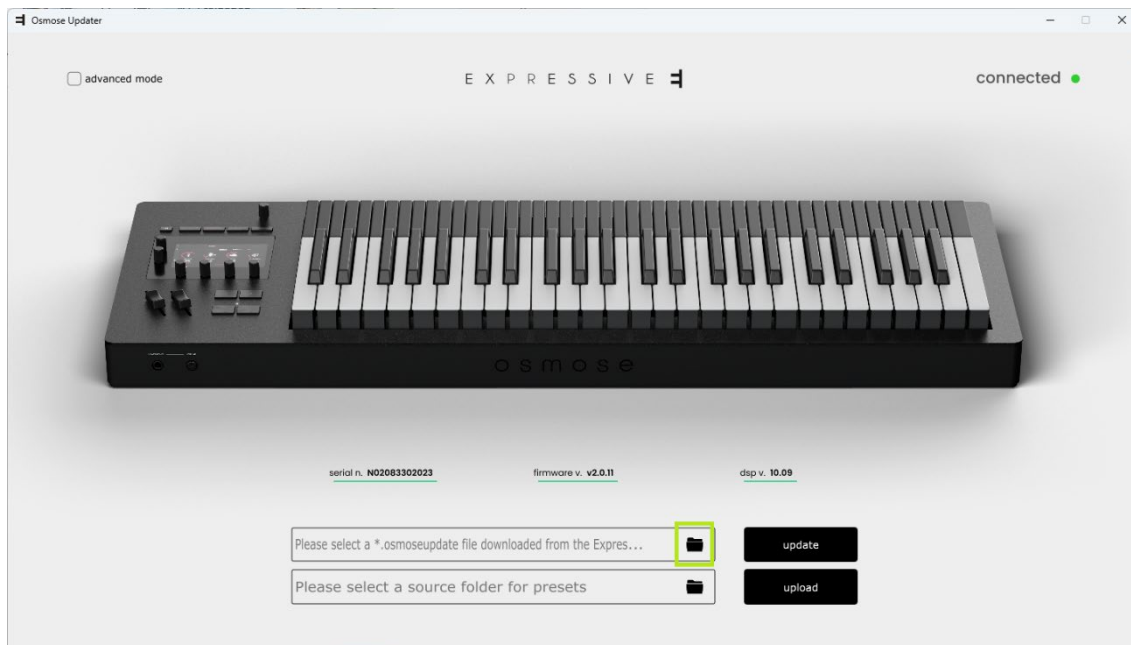 Osmose Updater
advanced mode
EXPRESSIVE
connected
osmose
serial n. N02083302023 firmware v. v2.0.11 dsp v. 10.09
Please select a *.osmoseupdate file downloaded from the Expres... update
Please select a source folder for presets upload